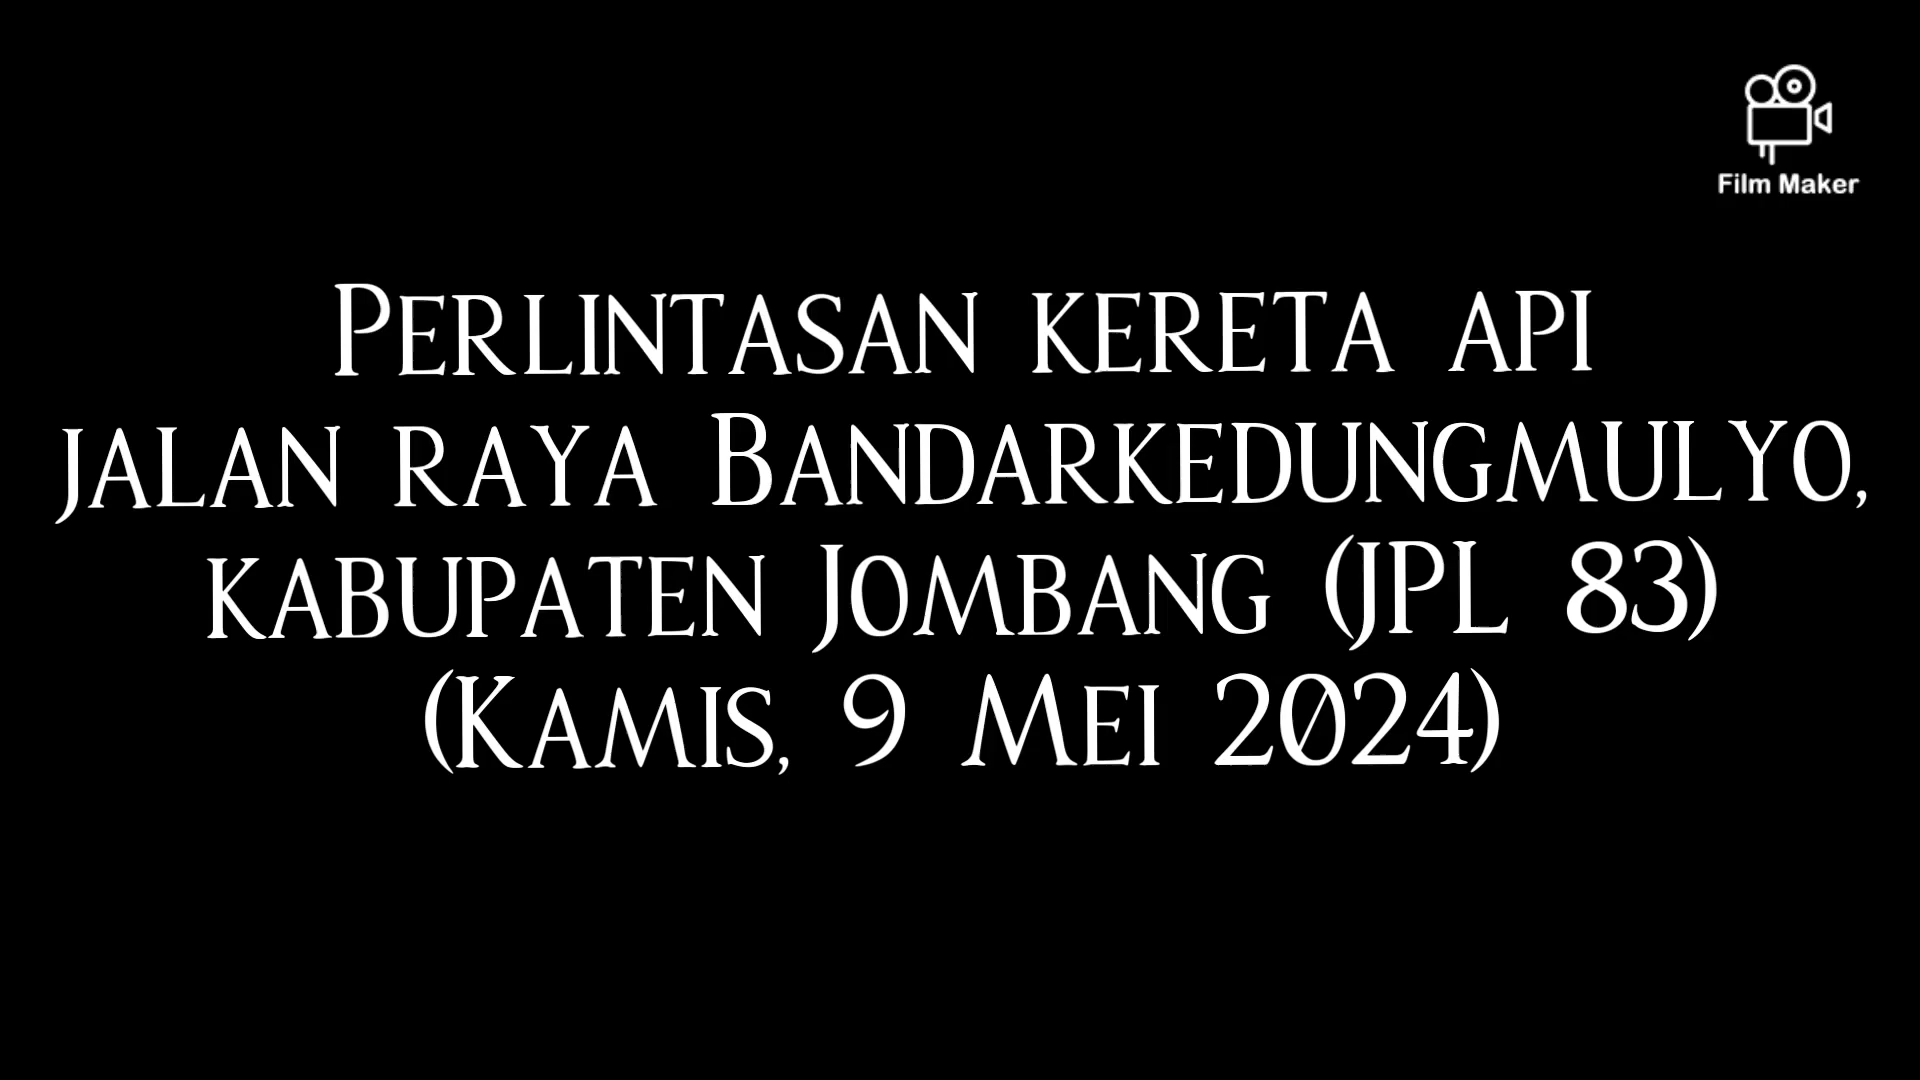 Film Maker
Perlintasan kereta api
jalan raya Bandarkedungmulyo,
kabupaten Jombang (JPL 83)
(Kamis, 9 Mei 2024)